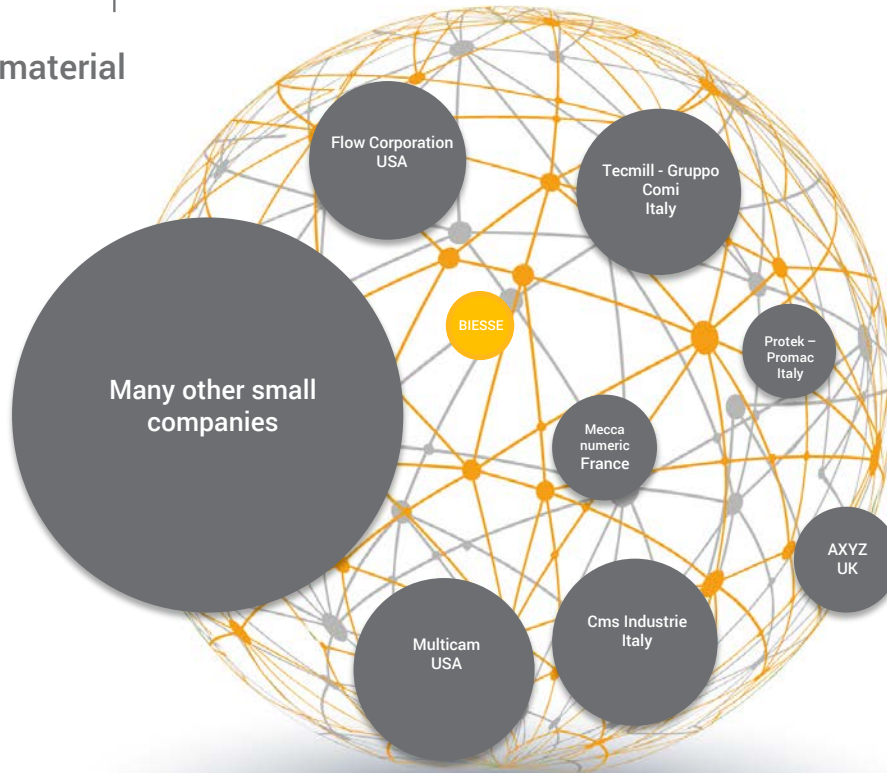 material
Flow Corporation
USA
Tecmill - Gruppo
Comi
Italy
BIESSE
Protek –
Promac
Italy
Many other small
companies
Mecca
numeric
France
AXYZ
UK
Cms Industrie
Italy
Multicam
USA